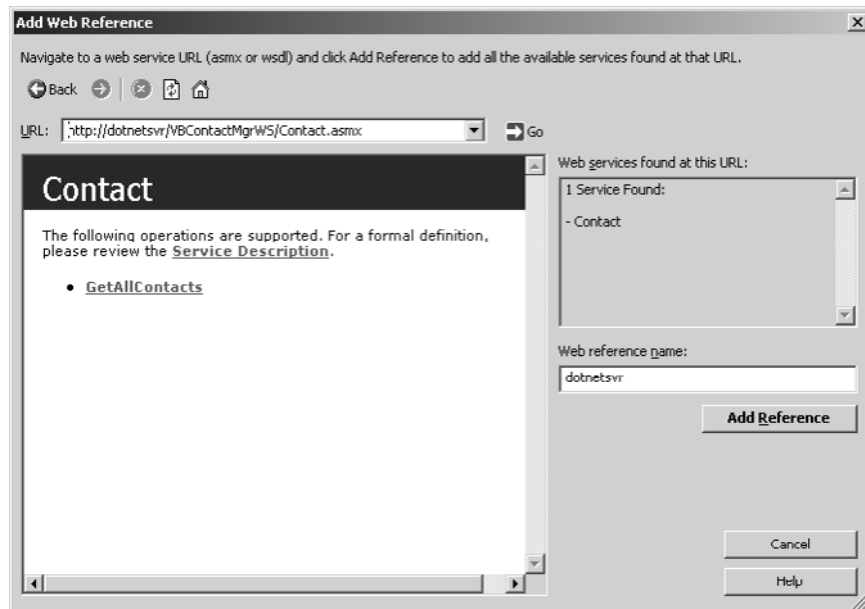 Add Web Reference
Navigate to a web service URL (asmx or wsdl) and click Add Reference to add all the available services found at that URL.
Back
URL: http://dotnetsvr/VBContactMgrWS/Contact.asmx Go
Contact
The following operations are supported. For a formal definition,
please review the Service Description.
• GetAllContacts
Web services found at this URL:
1 Service Found:
- Contact
Web reference name:
dotnetsvr
Add Reference
Cancel
Help